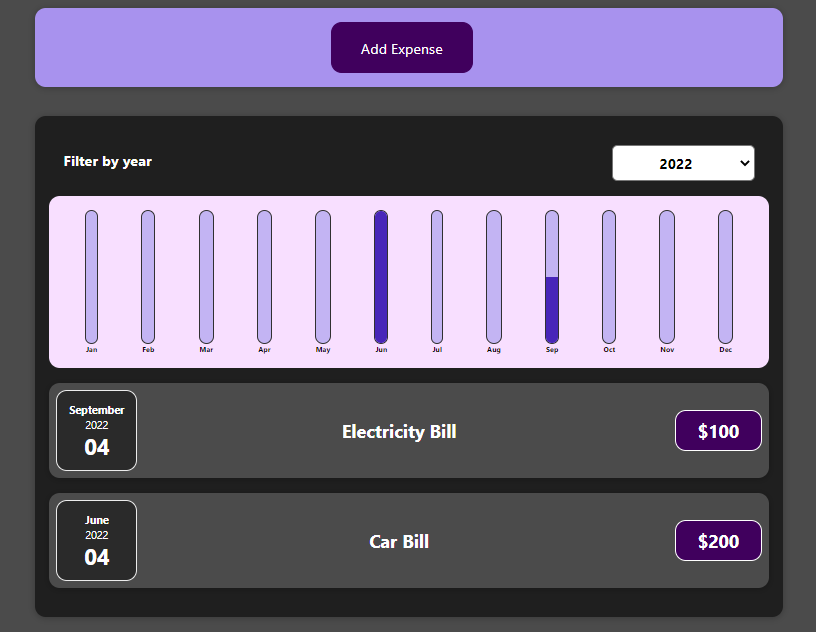 Add Expense
Filter by year
2022
Jan Feb Mar Apr May Jun Jul Aug Sep Oct Nov Dec
September
2022
04
Electricity Bill
$100
June
2022
04
Car Bill
$200